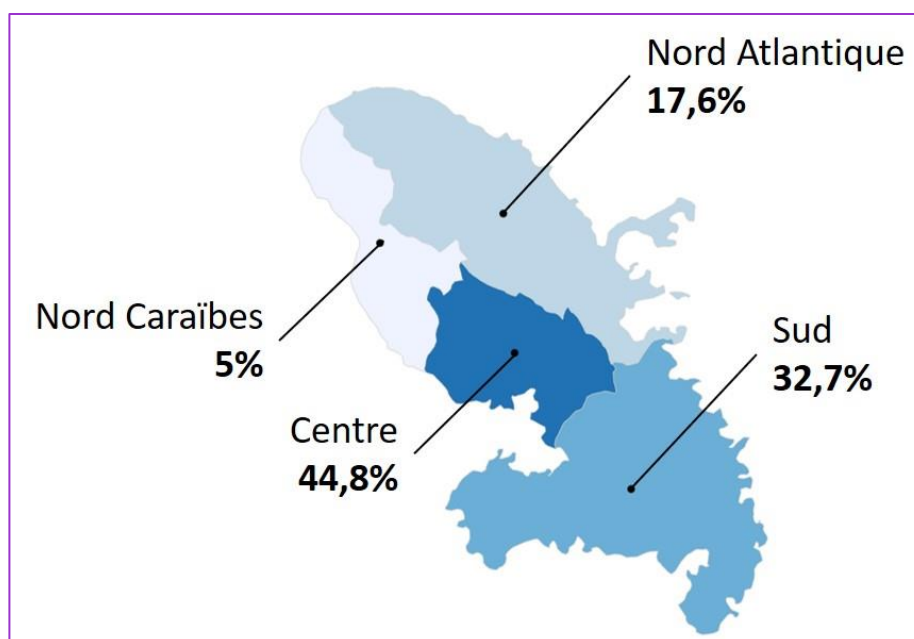 Nord Atlantique
17,6%
Nord Caraïbes
5%
Sud
32,7%
Centre
44,8%